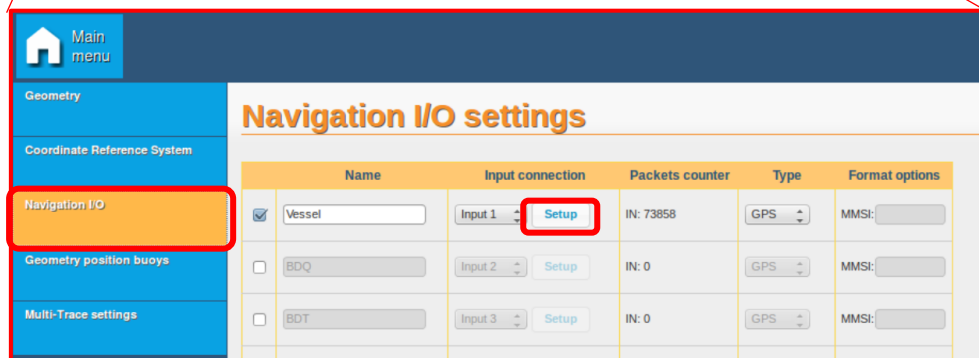 Main
menu
Geometry
Navigation I/O settings
Coordinate Reference System
Name Input connection Packets counter Type Format options
Navigation I/O
Vessel Input 1 Setup IN: 73858 GPS MMSI:
Geometry position buoys
BDQ Input 2 Setup IN: 0 GPS MMSI:
Multi-Trace settings
BDT Input 3 Setup IN: 0 GPS MMSI: